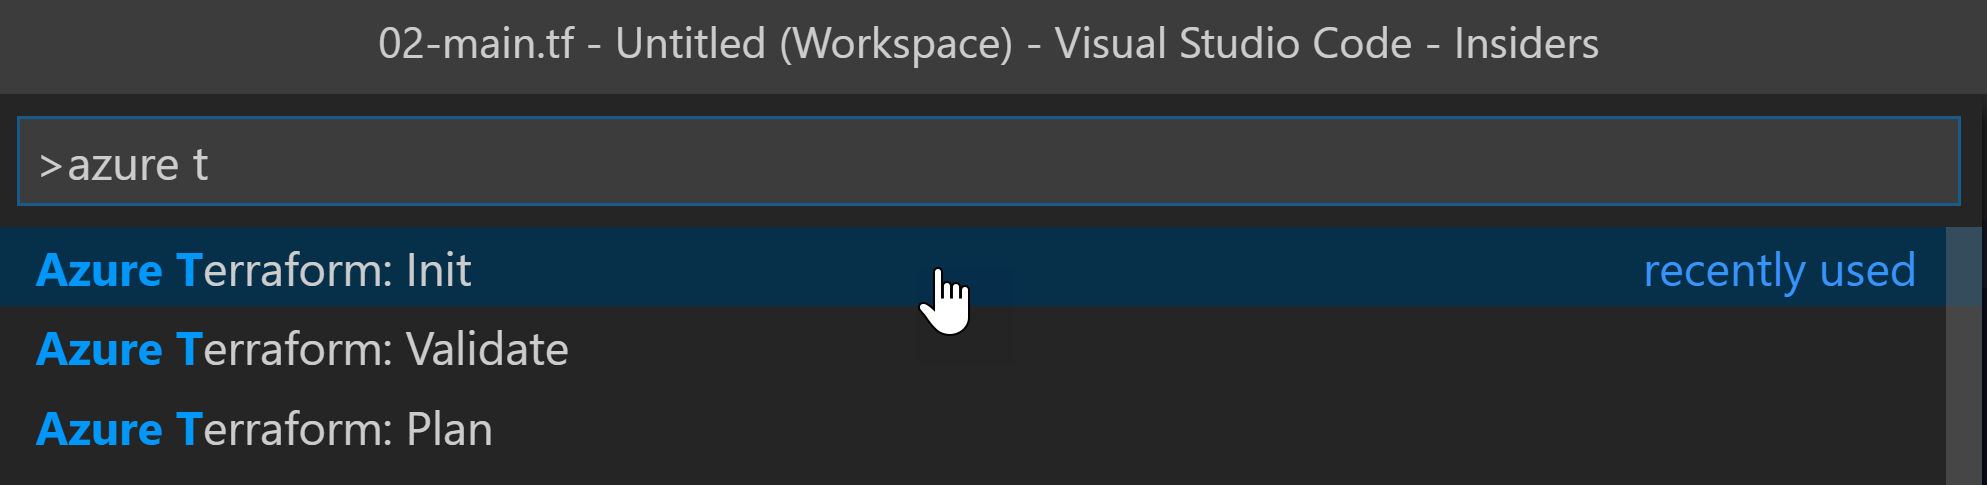 02-main.tf - Untitled (Workspace) - Visual Studio Code - Insiders
>azure t
Azure Terraform: Init recently used
Azure Terraform: Validate
Azure Terraform: Plan